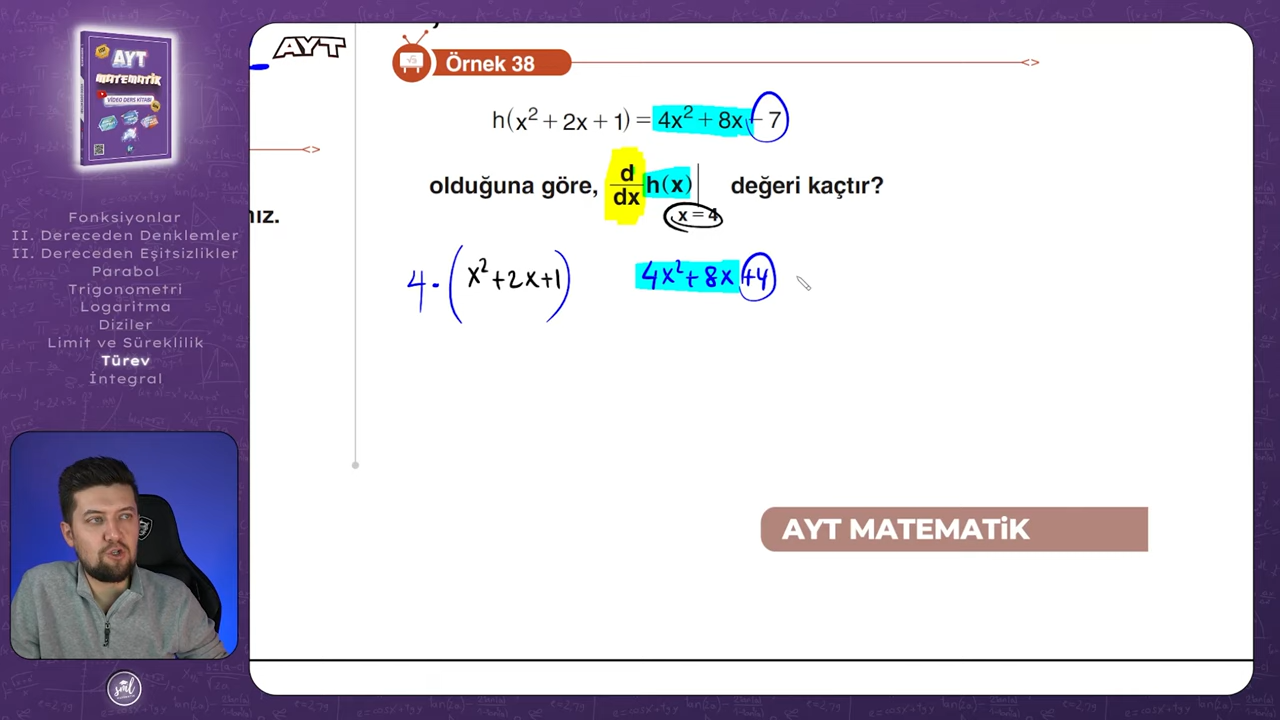 AYT
MATEMATİK
VİDEO DERS KİTABI
Fonksiyonlar
II. Dereceden Denklemler
II. Dereceden Eşitsizlikler
Parabol
Trigonometri
Logaritma
Diziler
Limit ve Süreklilik
Türev
İntegral
sml
AYT
<>
ıız.
Örnek 38
<>
h(x² + 2x + 1) = 4x² + 8x – 7
olduğuna göre, d/dx h(x)| x = 4 değeri kaçtır?
4 · (x² + 2x + 1) 4x² + 8x + 4
AYT MATEMATİK